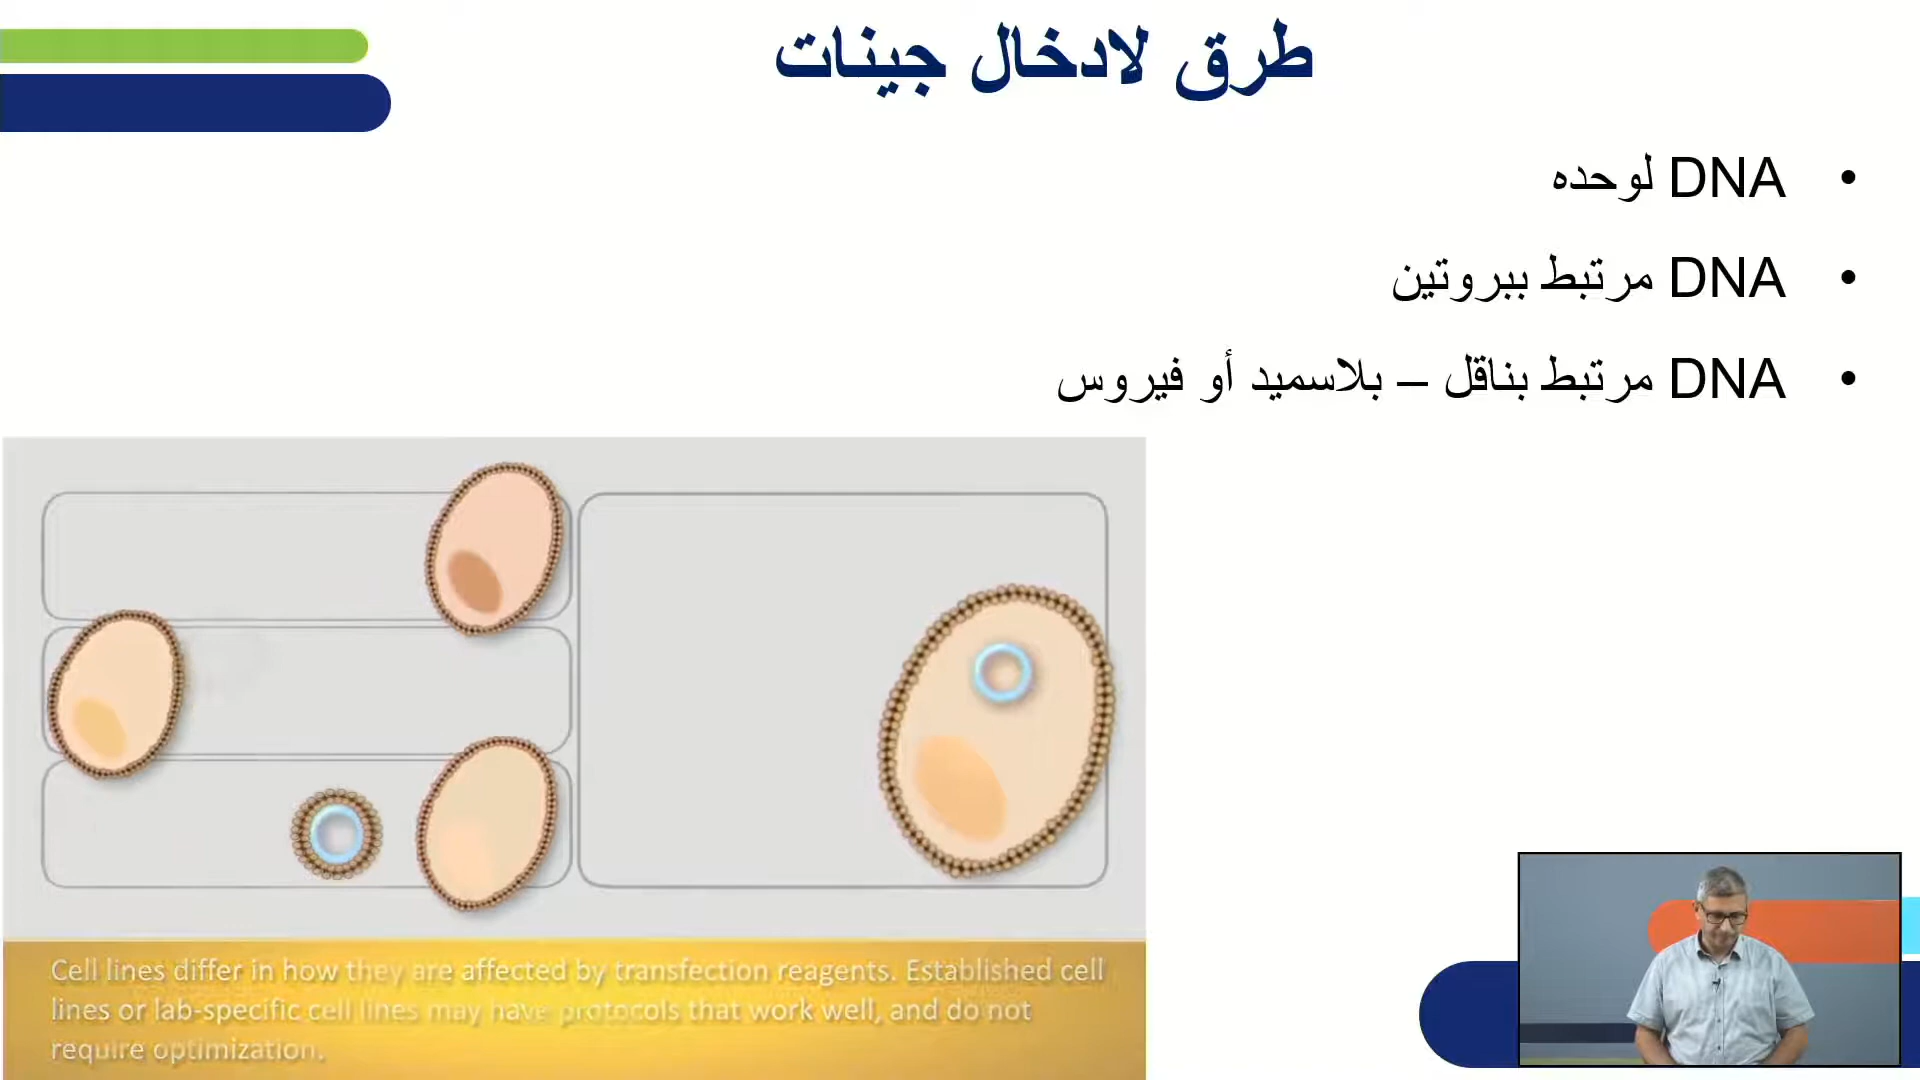 طرق لادخال جينات
• DNA لوحده
• DNA مرتبط ببروتين
• DNA مرتبط بناقل – بلاسميد أو فيروس
Cell lines differ in how they are affected by transfection reagents. Established cell
lines or lab-specific cell lines may have protocols that work well, and do not
require optimization.